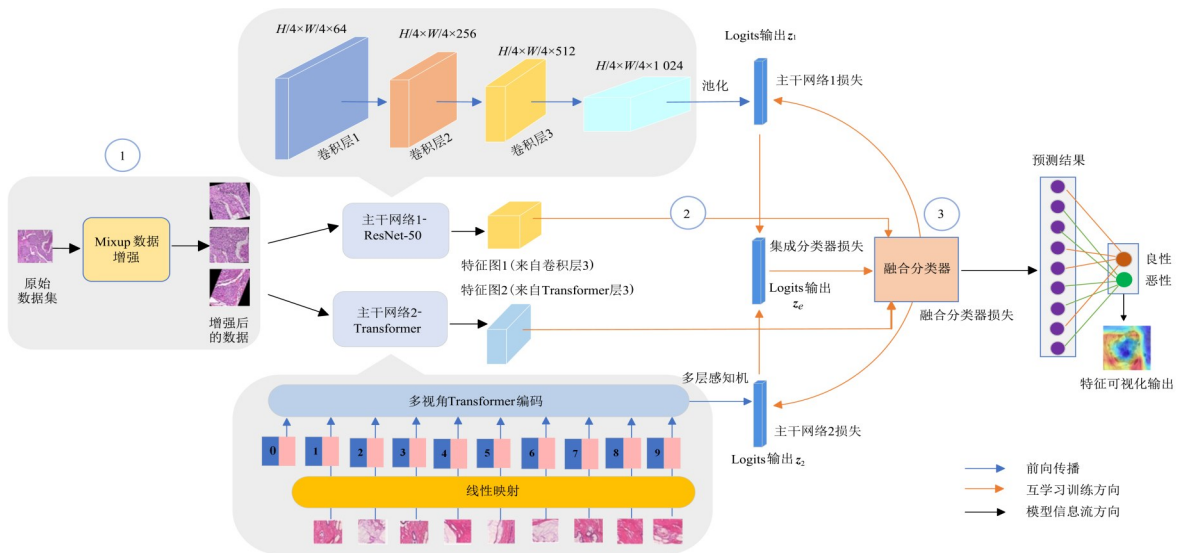 H/4×W/4×64
H/4×W/4×256
H/4×W/4×512
H/4×W/4×1 024
卷积层1
卷积层2
卷积层3
池化
Logits输出z₁
主干网络1损失
1
原始
数据集
Mixup 数据
增强
增强后
的数据
主干网络1-
ResNet-50
特征图1(来自卷积层3)
特征图2(来自Transformer层3)
主干网络2-
Transformer
2
集成分类器损失
Logits输出
zₑ
3
融合分类器
融合分类器损失
预测结果
良性
恶性
特征可视化输出
多层感知机
主干网络2损失
Logits输出z₂
多视角Transformer编码
0 1 2 3 4 5 6 7 8 9
线性映射
前向传播
互学习训练方向
模型信息流方向